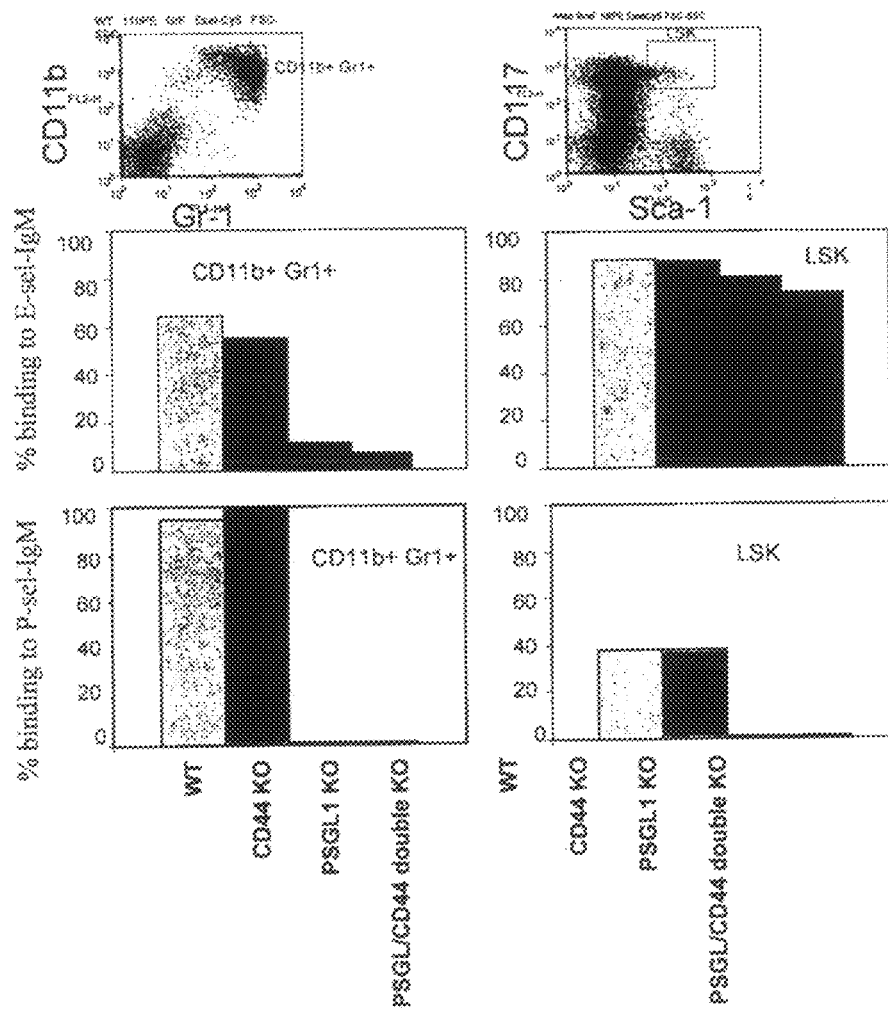 CD11b
CD11b+ Gr1+
Gr-1
LSK
CD117
Sca-1
% binding to E-sel-IgM
100
80
60
40
20
0
CD11b+ Gr1+
100
80
60
40
20
0
LSK
% binding to P-sel-IgM
100
80
60
40
20
0
CD11b+ Gr1+
100
80
60
40
20
0
LSK
WT
CD44 KO
PSGL1 KO
PSGL/CD44 double KO
WT
CD44 KO
PSGL1 KO
PSGL/CD44 double KO